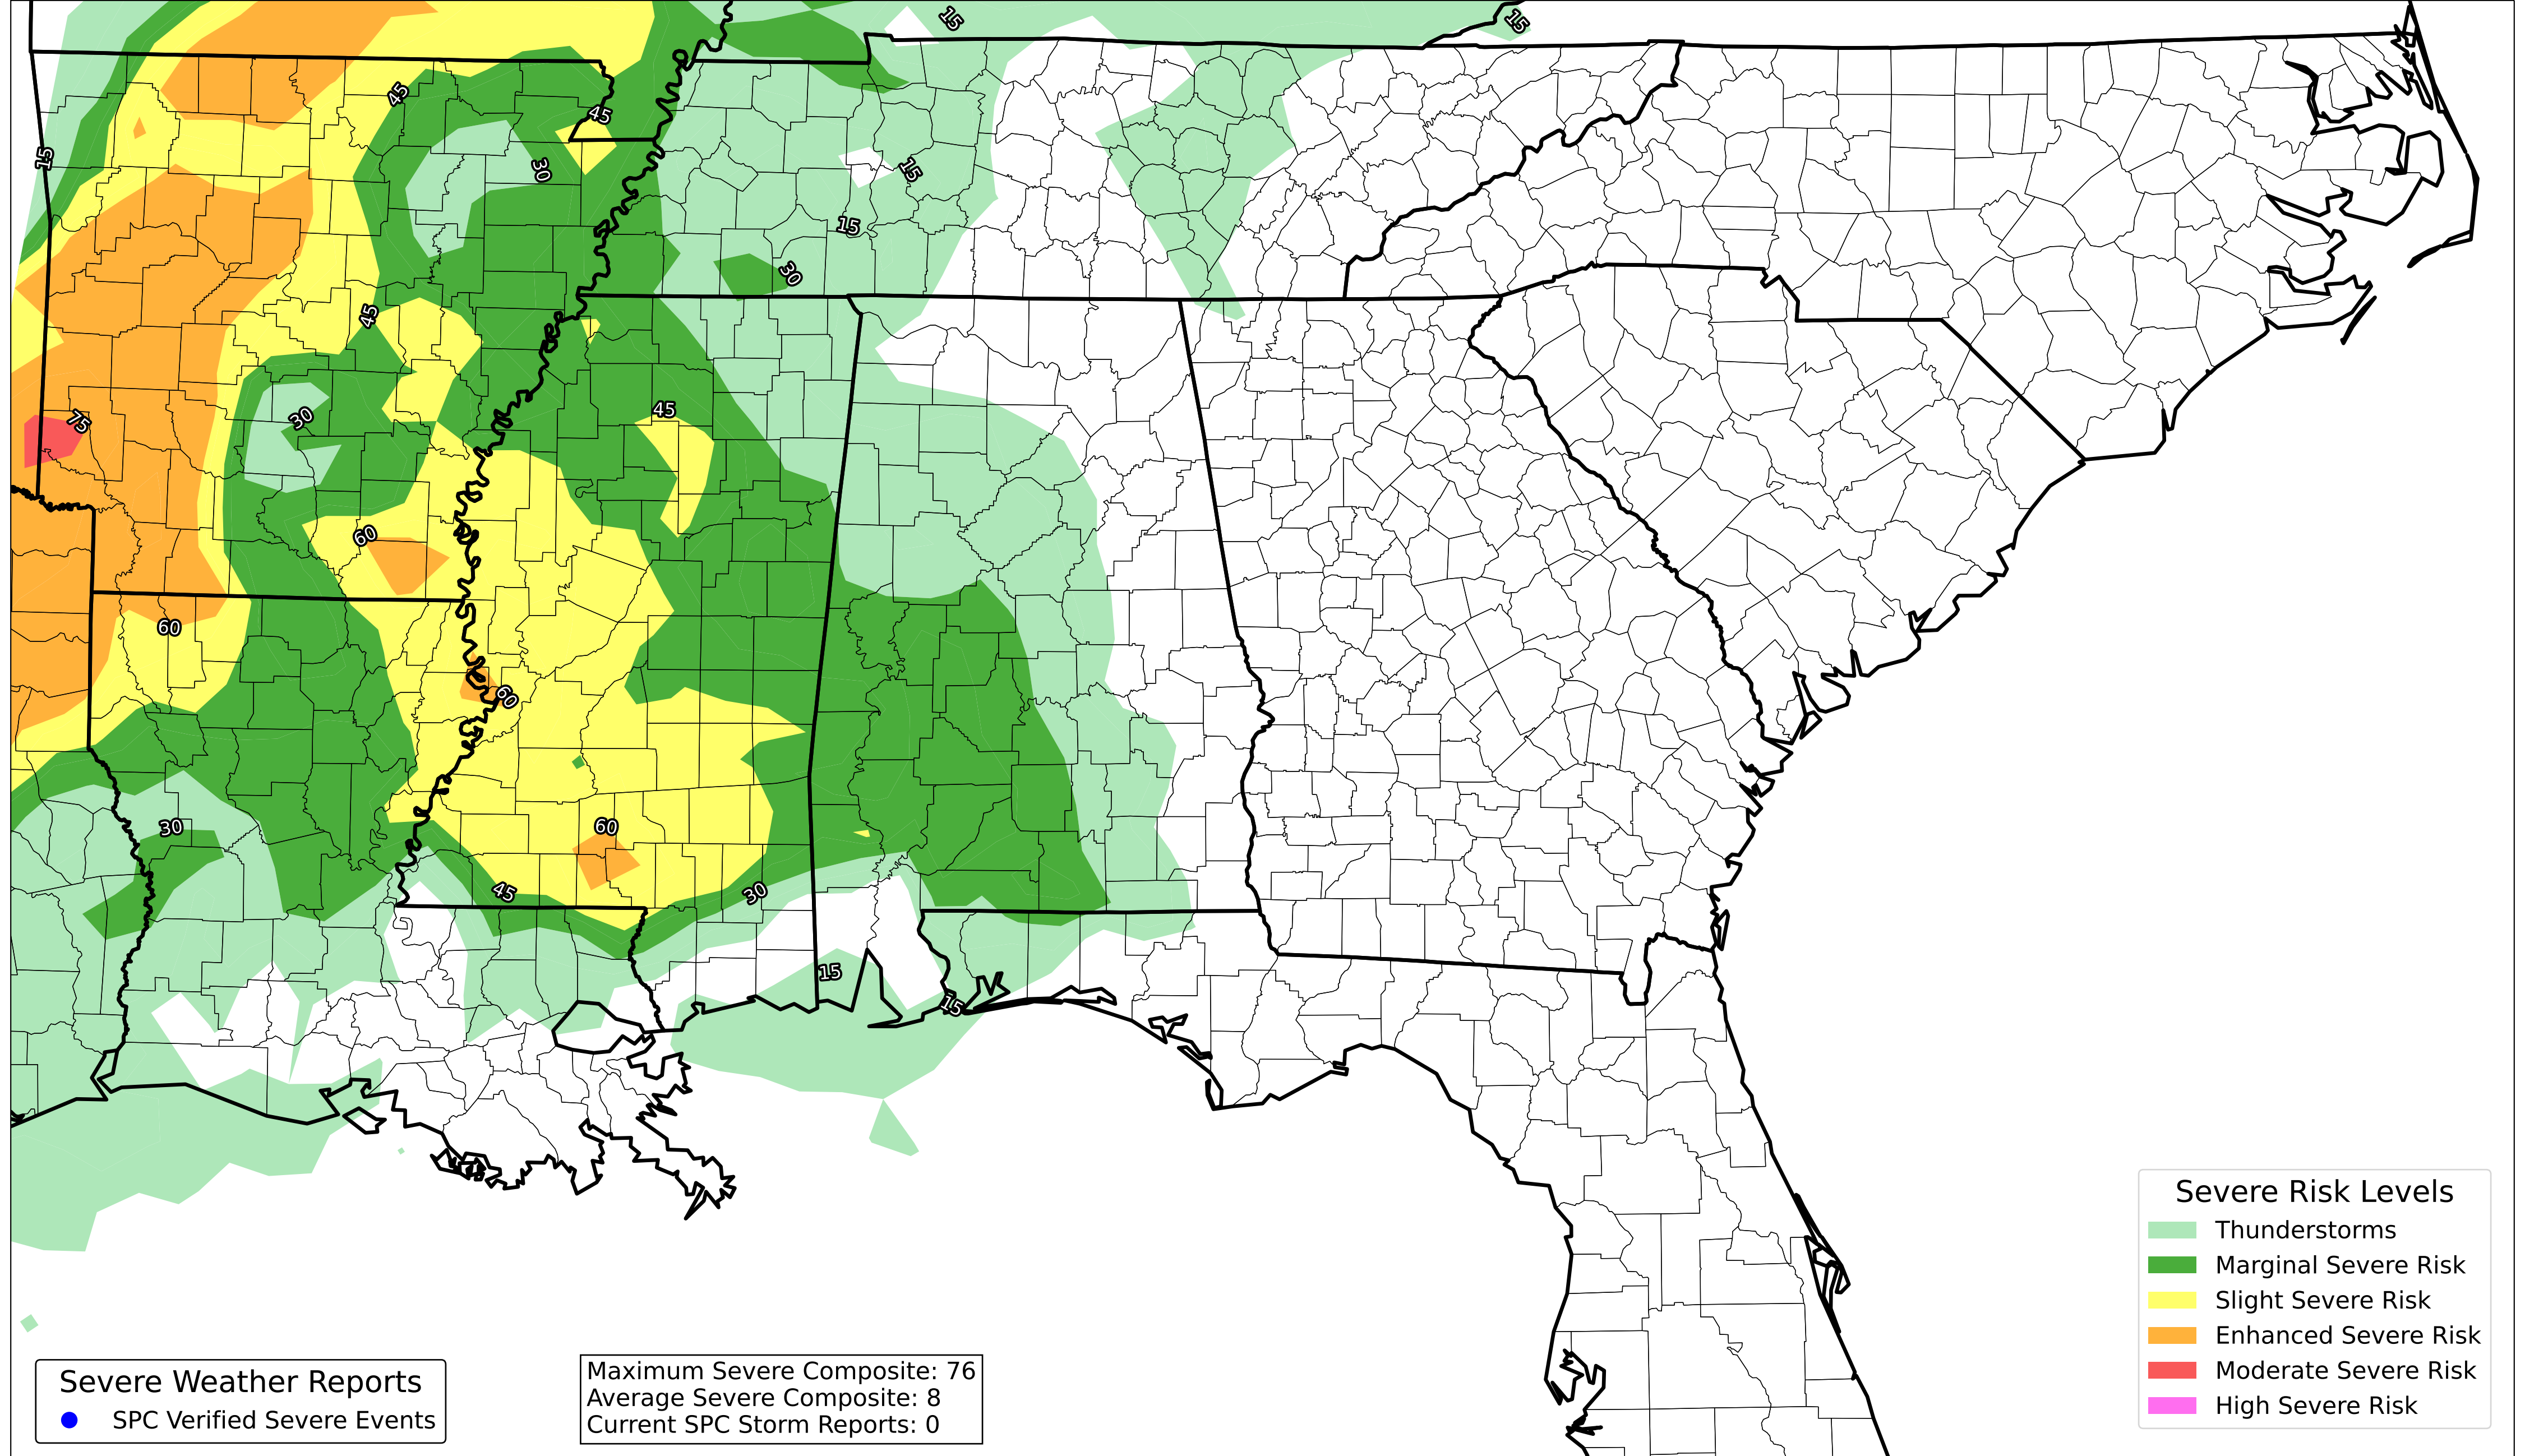 15
15
45
45
15
30
15
15
30
45
45
75
30
60
60
60
30
60
45
30
15
15
Severe Risk Levels
Thunderstorms
Marginal Severe Risk
Slight Severe Risk
Enhanced Severe Risk
Moderate Severe Risk
High Severe Risk
Severe Weather Reports
SPC Verified Severe Events
Maximum Severe Composite: 76
Average Severe Composite: 8
Current SPC Storm Reports: 0